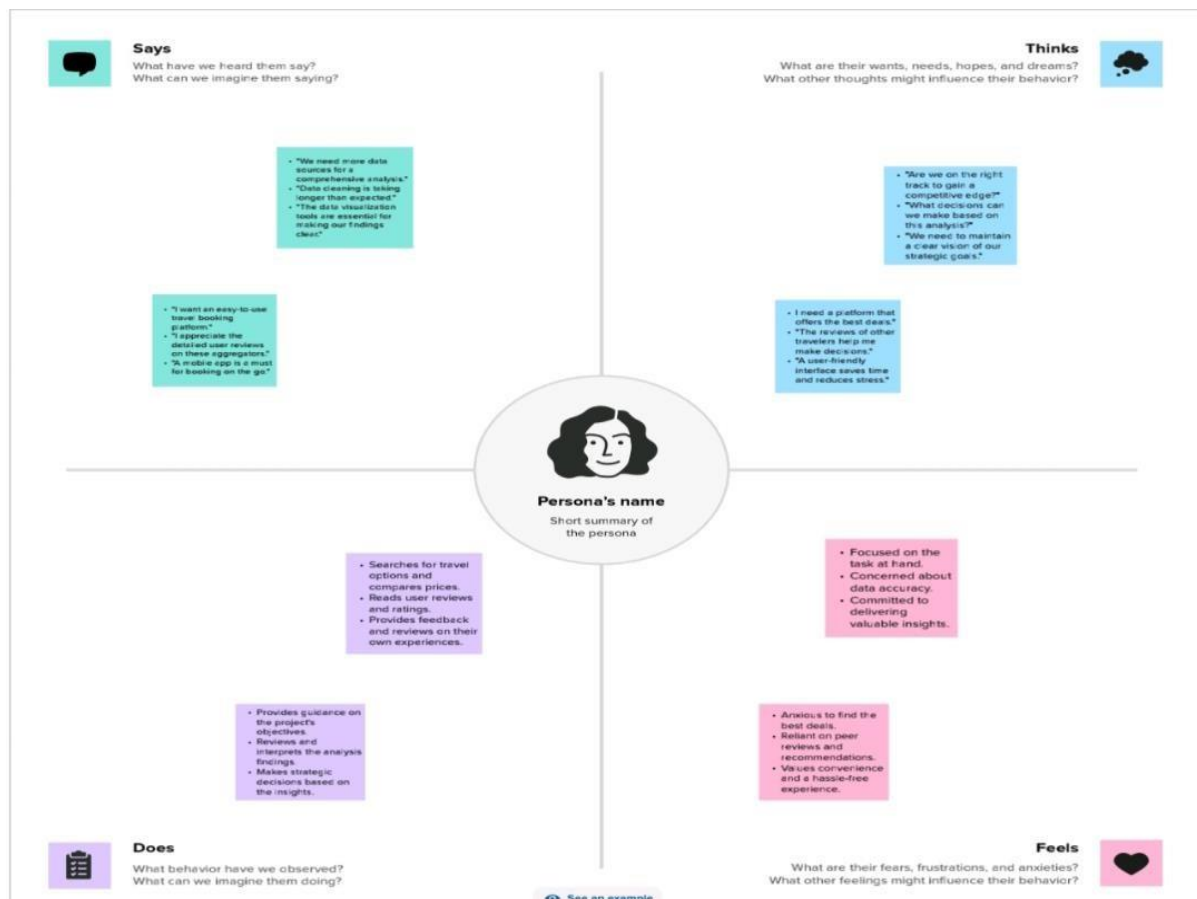 Says
What have we heard them say?
What can we imagine them saying?
Thinks
What are their wants, needs, hopes, and dreams?
What other thoughts might influence their behavior?
• "We need more data
sources for a
comprehensive analysis."
• "Data cleaning is taking
longer than expected."
• "The data visualization
tools are essential for
making our findings
clear."
• "I want an easy-to-use
travel booking
platform."
• "I appreciate the
detailed user reviews
on these aggregators."
• "A mobile app is a must
for booking on the go."
• "Are we on the right
track to gain a
competitive edge?"
• "What decisions can
we make based on
this analysis?"
• "We need to maintain
a clear vision of our
strategic goals."
• I need a platform that
offers the best deals."
• "The reviews of other
travelers help me
make decisions."
• "A user-friendly
interface saves time
and reduces stress."
Persona's name
Short summary of
the persona
• Searches for travel
options and
compares prices.
• Reads user reviews
and ratings.
• Provides feedback
and reviews on their
own experiences.
• Provides guidance on
the project's
objectives.
• Reviews and
interprets the analysis
findings.
• Makes strategic
decisions based on
the insights.
• Focused on the
task at hand.
• Concerned about
data accuracy.
• Committed to
delivering
valuable insights.
• Anxious to find the
best deals.
• Reliant on peer
reviews and
recommendations.
• Values convenience
and a hassle-free
experience.
Does
What behavior have we observed?
What can we imagine them doing?
Feels
What are their fears, frustrations, and anxieties?
What other feelings might influence their behavior?
See an example